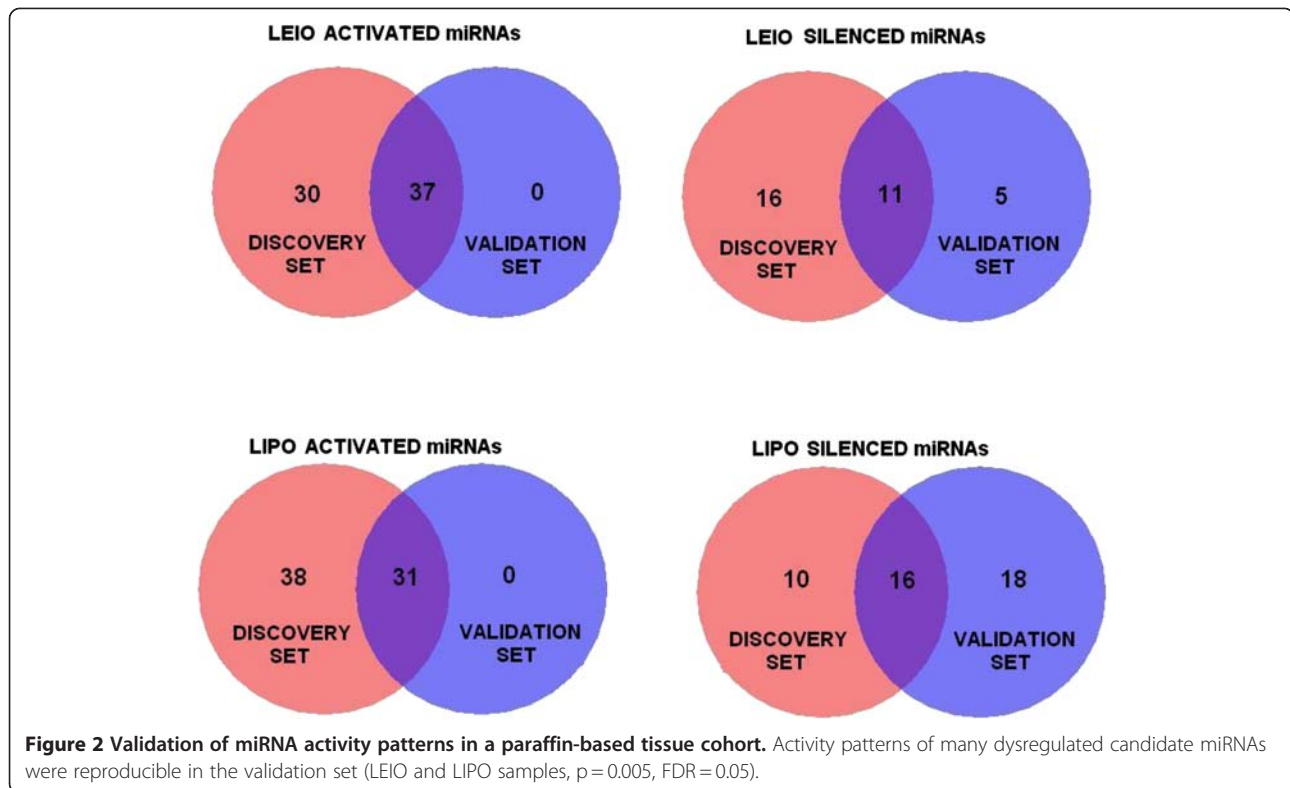 LEIO ACTIVATED miRNAs
30 37 0
DISCOVERY SET
VALIDATION SET
LEIO SILENCED miRNAs
16 11 5
DISCOVERY SET
VALIDATION SET
LIPO ACTIVATED miRNAs
38 31 0
DISCOVERY SET
VALIDATION SET
LIPO SILENCED miRNAs
10 16 18
DISCOVERY SET
VALIDATION SET
Figure 2 Validation of miRNA activity patterns in a paraffin-based tissue cohort. Activity patterns of many dysregulated candidate miRNAs
were reproducible in the validation set (LEIO and LIPO samples, p = 0.005, FDR = 0.05).